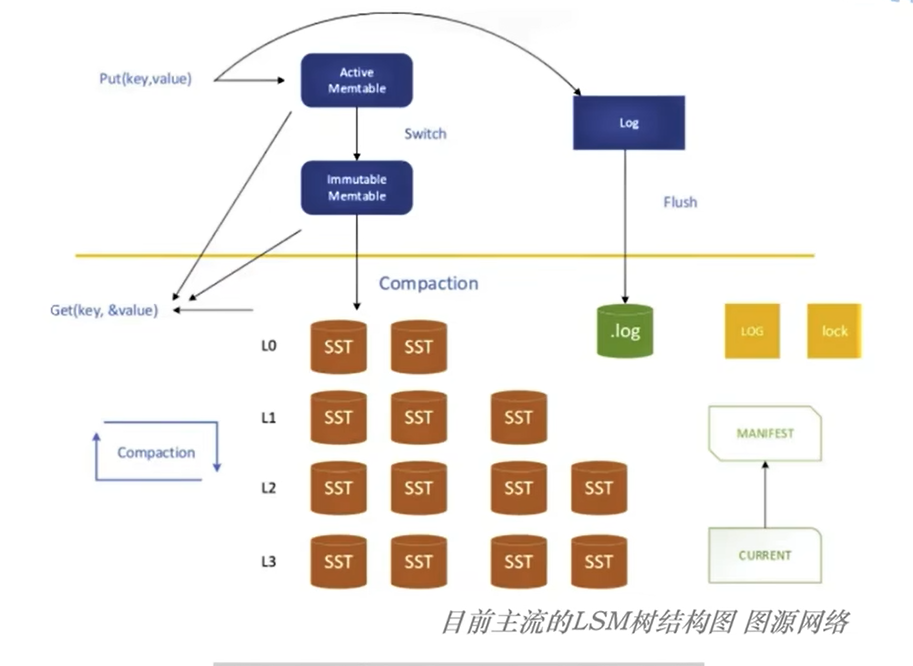 Put(key,value)
Active
Memtable
Switch
Immutable
Memtable
Log
Flush
Compaction
Get(key, &value)
L0
SST
SST
.log
LOG
lock
L1
SST
SST
SST
MANIFEST
Compaction
L2
SST
SST
SST
SST
L3
SST
SST
SST
SST
CURRENT
目前主流的LSM树结构图 图源网络